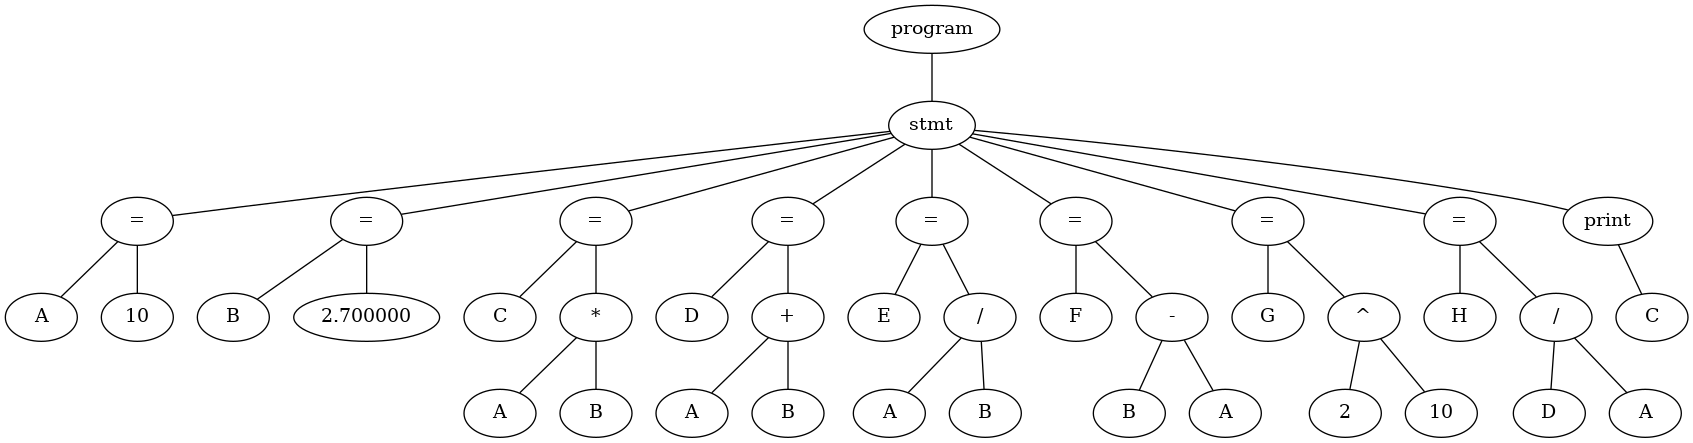 program
stmt
= = = = = = = = print
A 10 B 2.700000 C * D + E / F - G ^ H / C
A B A B A B B A 2 10 D A